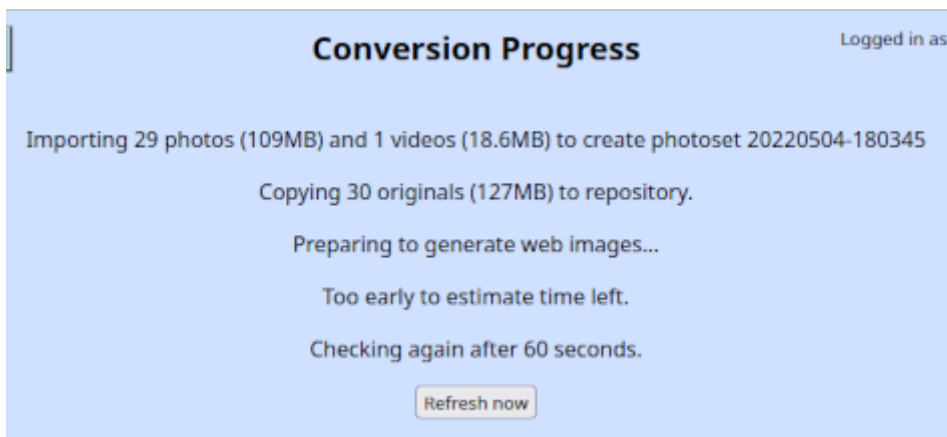 Conversion Progress
Logged in as
Importing 29 photos (109MB) and 1 videos (18.6MB) to create photoset 20220504-180345
Copying 30 originals (127MB) to repository.
Preparing to generate web images...
Too early to estimate time left.
Checking again after 60 seconds.
Refresh now